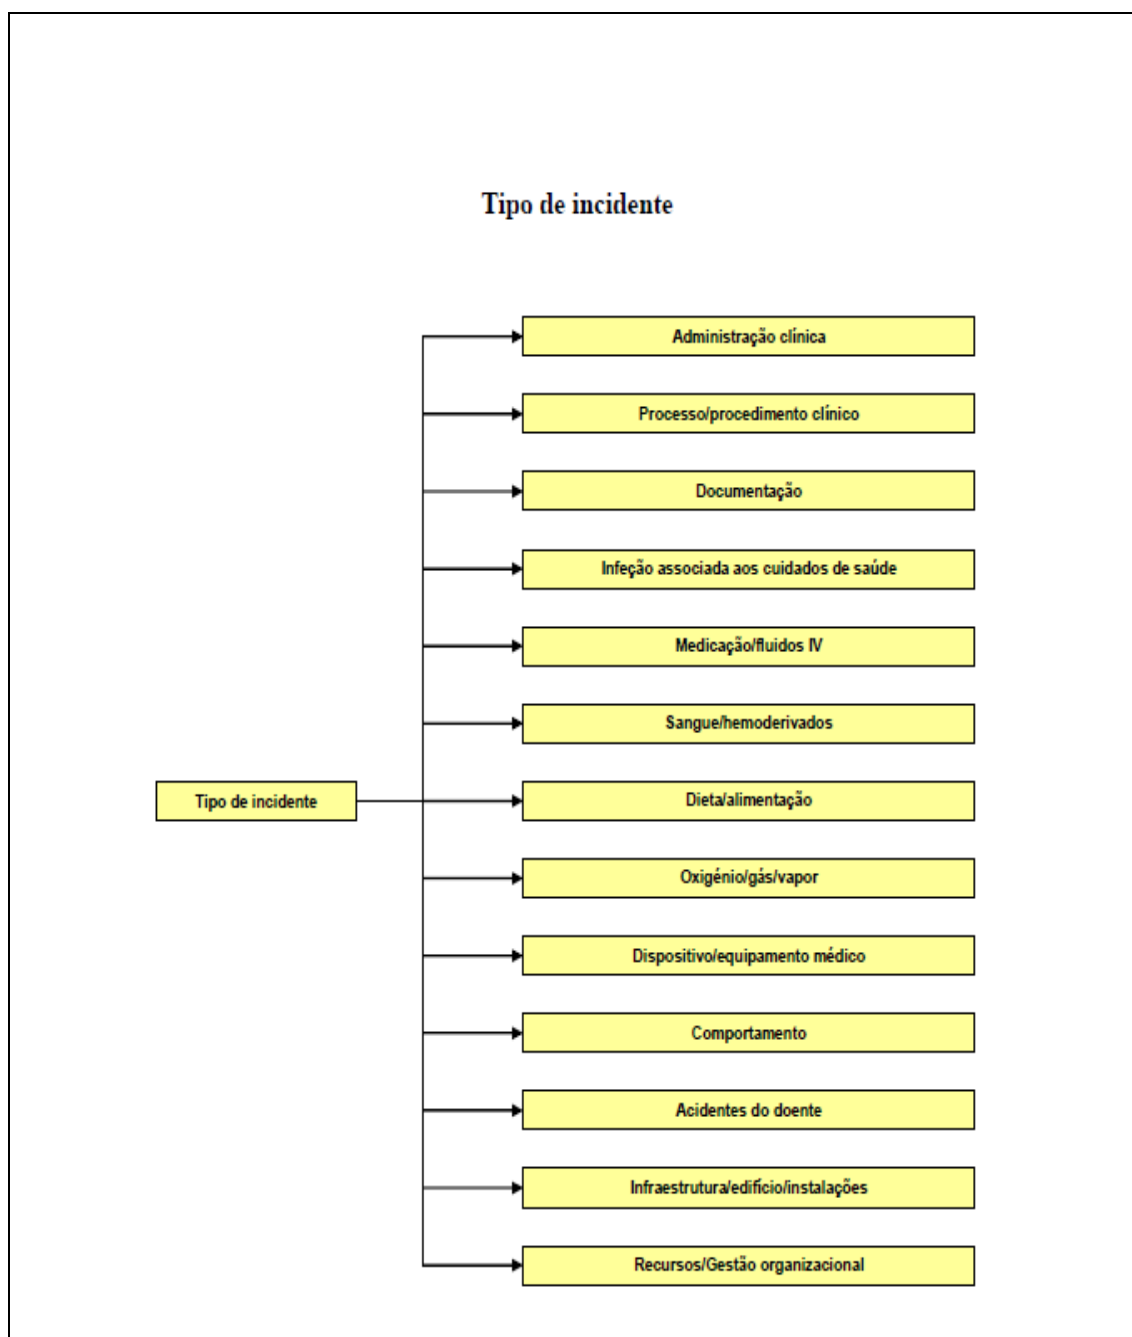 Tipo de incidente
Administração clínica
Processo/procedimento clínico
Documentação
Infeção associada aos cuidados de saúde
Medicação/fluidos IV
Sangue/hemoderivados
Tipo de incidente
Dieta/alimentação
Oxigénio/gás/vapor
Dispositivo/equipamento médico
Comportamento
Acidentes do doente
Infraestrutura/edifício/instalações
Recursos/Gestão organizacional